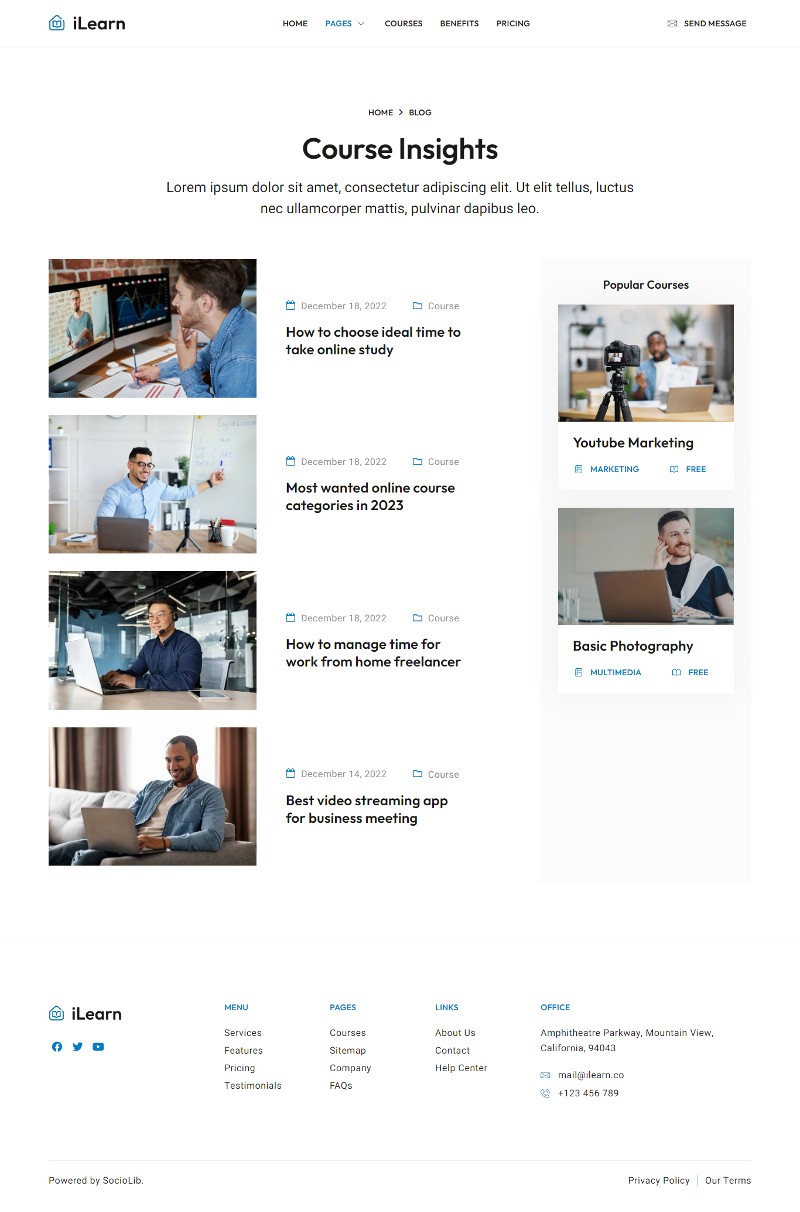 iLearn
HOME
PAGES
COURSES
BENEFITS
PRICING
SEND MESSAGE
HOME > BLOG
Course Insights
Lorem ipsum dolor sit amet, consectetur adipiscing elit. Ut elit tellus, luctus
nec ullamcorper mattis, pulvinar dapibus leo.
December 18, 2022
Course
How to choose ideal time to
take online study
December 18, 2022
Course
Most wanted online course
categories in 2023
December 18, 2022
Course
How to manage time for
work from home freelancer
December 14, 2022
Course
Best video streaming app
for business meeting
Popular Courses
Youtube Marketing
MARKETING
FREE
Basic Photography
MULTIMEDIA
FREE
iLearn
MENU
Services
Features
Pricing
Testimonials
PAGES
Courses
Sitemap
Company
FAQs
LINKS
About Us
Contact
Help Center
OFFICE
Amphitheatre Parkway, Mountain View,
California, 94043
mail@ilearn.co
+123 456 789
Powered by SocioLib.
Privacy Policy
Our Terms